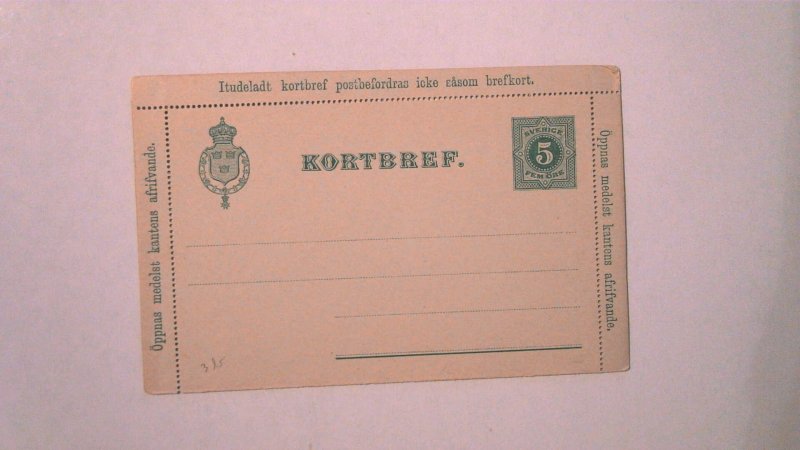 Itudeladt kortbref postbefordras icke såsom brefkort.
Öppnas medelst kantens afrifvande.
KORTBREF.
SVERIGE
5
FEM ÖRE
Öppnas medelst kantens afrifvande.